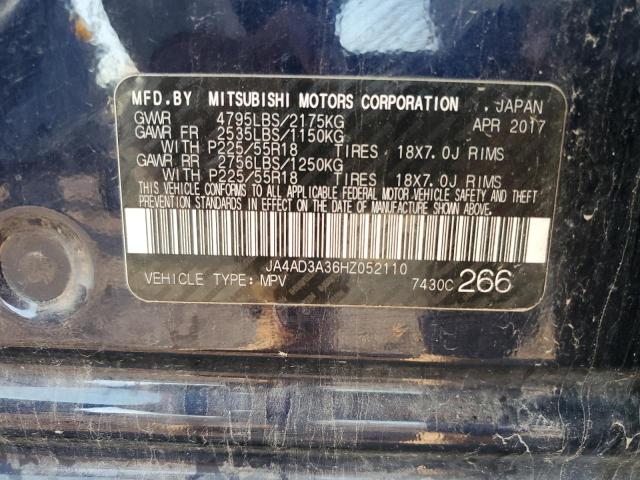 MFD.BY MITSUBISHI MOTORS CORPORATION , JAPAN
GVWR 4795LBS/2175KG APR 2017
GAWR FR 2535LBS/1150KG
WITH P225/55R18 TIRES 18X7.0J RIMS
GAWR RR 2756LBS/1250KG
WITH P225/55R18 TIRES 18X7.0J RIMS
THIS VEHICLE CONFORMS TO ALL APPLICABLE FEDERAL MOTOR VEHICLE SAFETY AND THEFT
PREVENTION STANDARDS IN EFFECT ON THE DATE OF MANUFACTURE SHOWN ABOVE.
JA4AD3A36HZ052110
VEHICLE TYPE: MPV 7430C 266